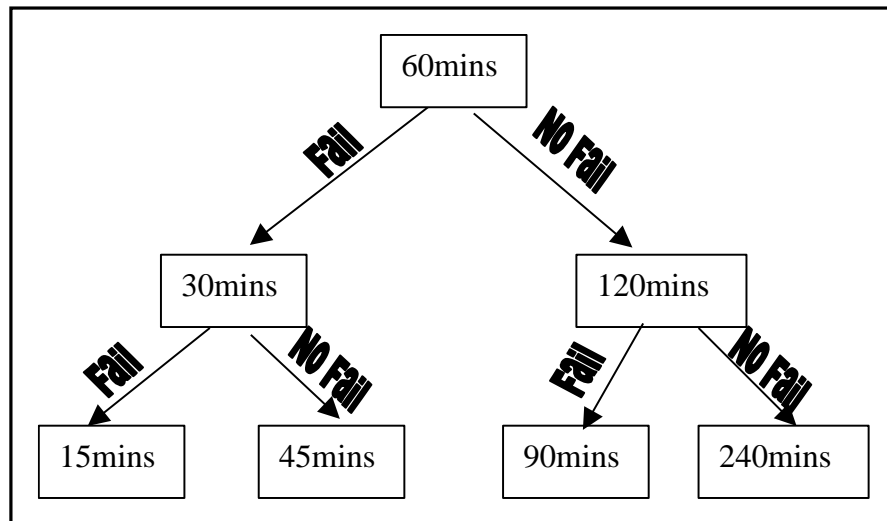 60mins
Fail
No Fail
30mins
120mins
Fail
No Fail
Fail
No Fail
15mins
45mins
90mins
240mins